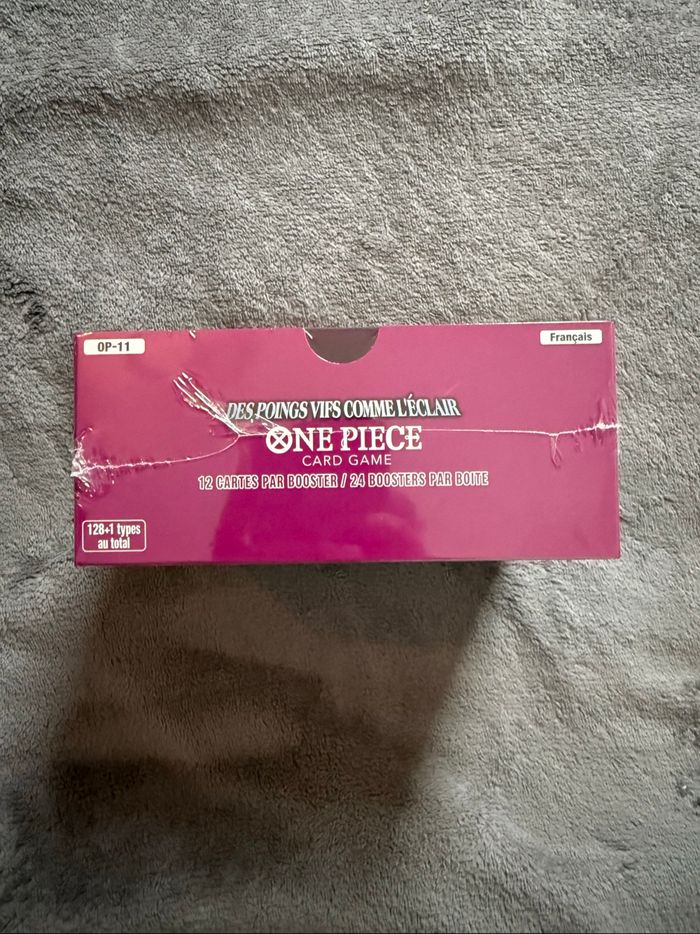 OP-11
Français
DES POINGS VIFS COMME L'ÉCLAIR
ONE PIECE
CARD GAME
12 CARTES PAR BOOSTER / 24 BOOSTERS PAR BOITE
128+1 types
au total